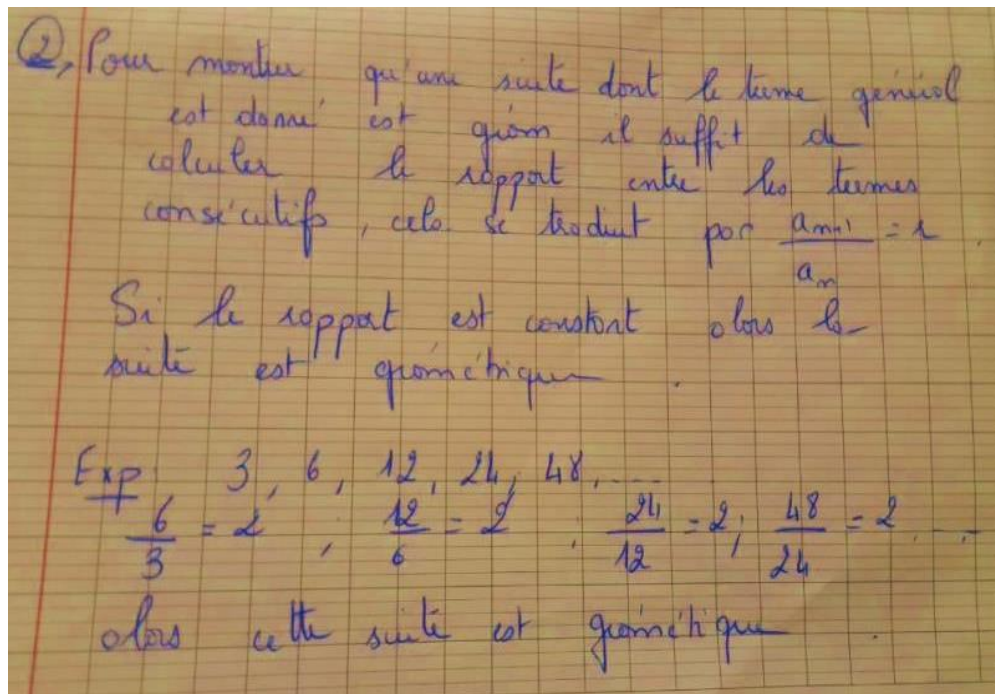 ②, Pour montrer qu'une suite dont le terme général
est donné est géom il suffit de
calculer le rapport entre les termes
consécutifs, cela se traduit par a_{n+1}/a_n = r.
Si le rapport est constant alors la
suite est géométrique.
Exp, 3, 6, 12, 24, 48, ....
6/3 = 2 ; 12/6 = 2 ; 24/12 = 2; 48/24 = 2 ....
alors cette suite est géométrique.